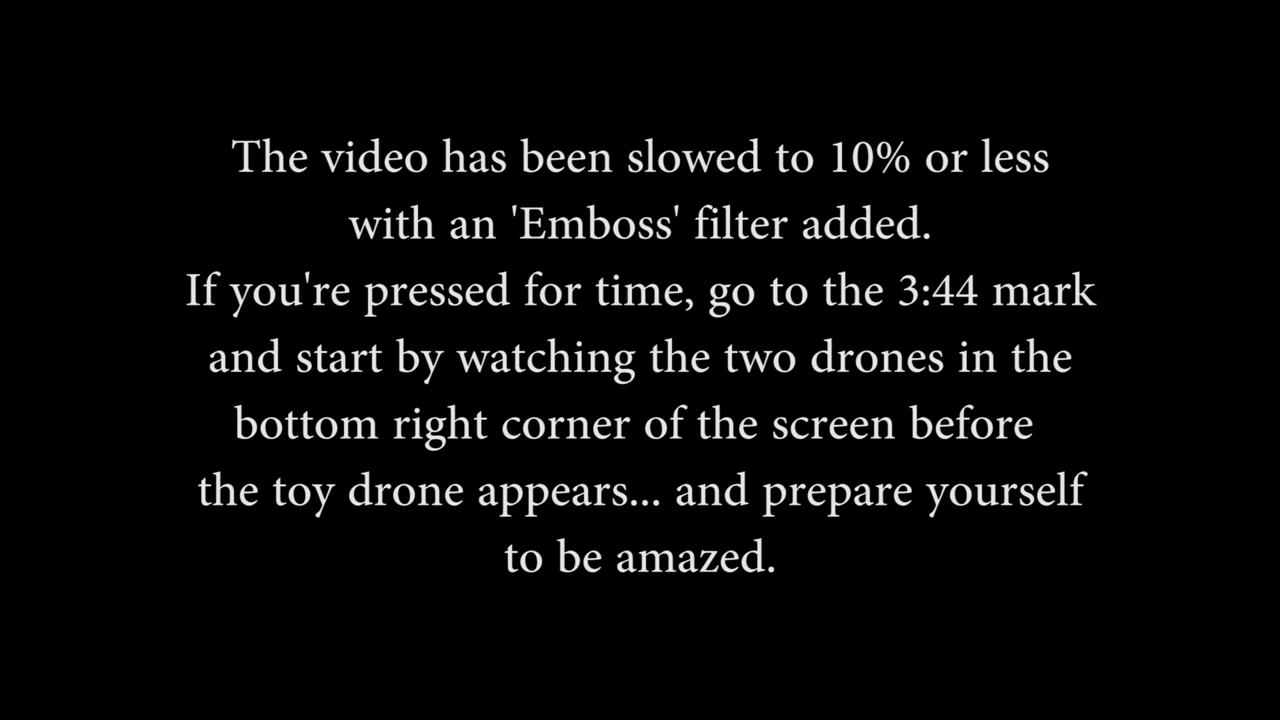 The video has been slowed to 10% or less
with an 'Emboss' filter added.
If you're pressed for time, go to the 3:44 mark
and start by watching the two drones in the
bottom right corner of the screen before
the toy drone appears... and prepare yourself
to be amazed.